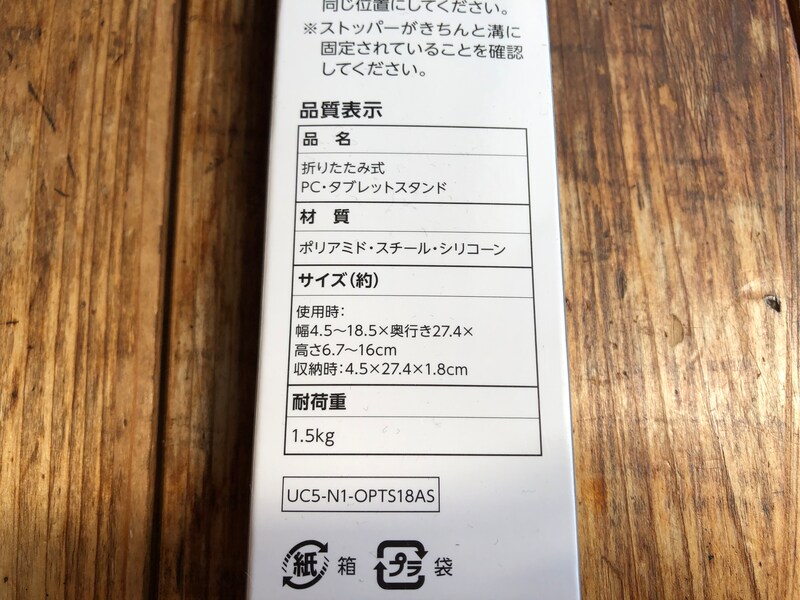 同じ位置にしてください。
※ストッパーがきちんと溝に
固定されていることを確認
してください。
品質表示
品 名
折りたたみ式
PC・タブレットスタンド
材 質
ポリアミド・スチール・シリコーン
サイズ(約)
使用時:
幅4.5〜18.5×奥行き27.4×
高さ6.7〜16cm
収納時:4.5×27.4×1.8cm
耐荷重
1.5kg
UC5-N1-OPTS18AS
紙 箱 プラ 袋